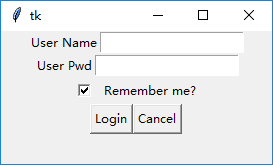 tk
User Name
User Pwd
Remember me?
Login Cancel